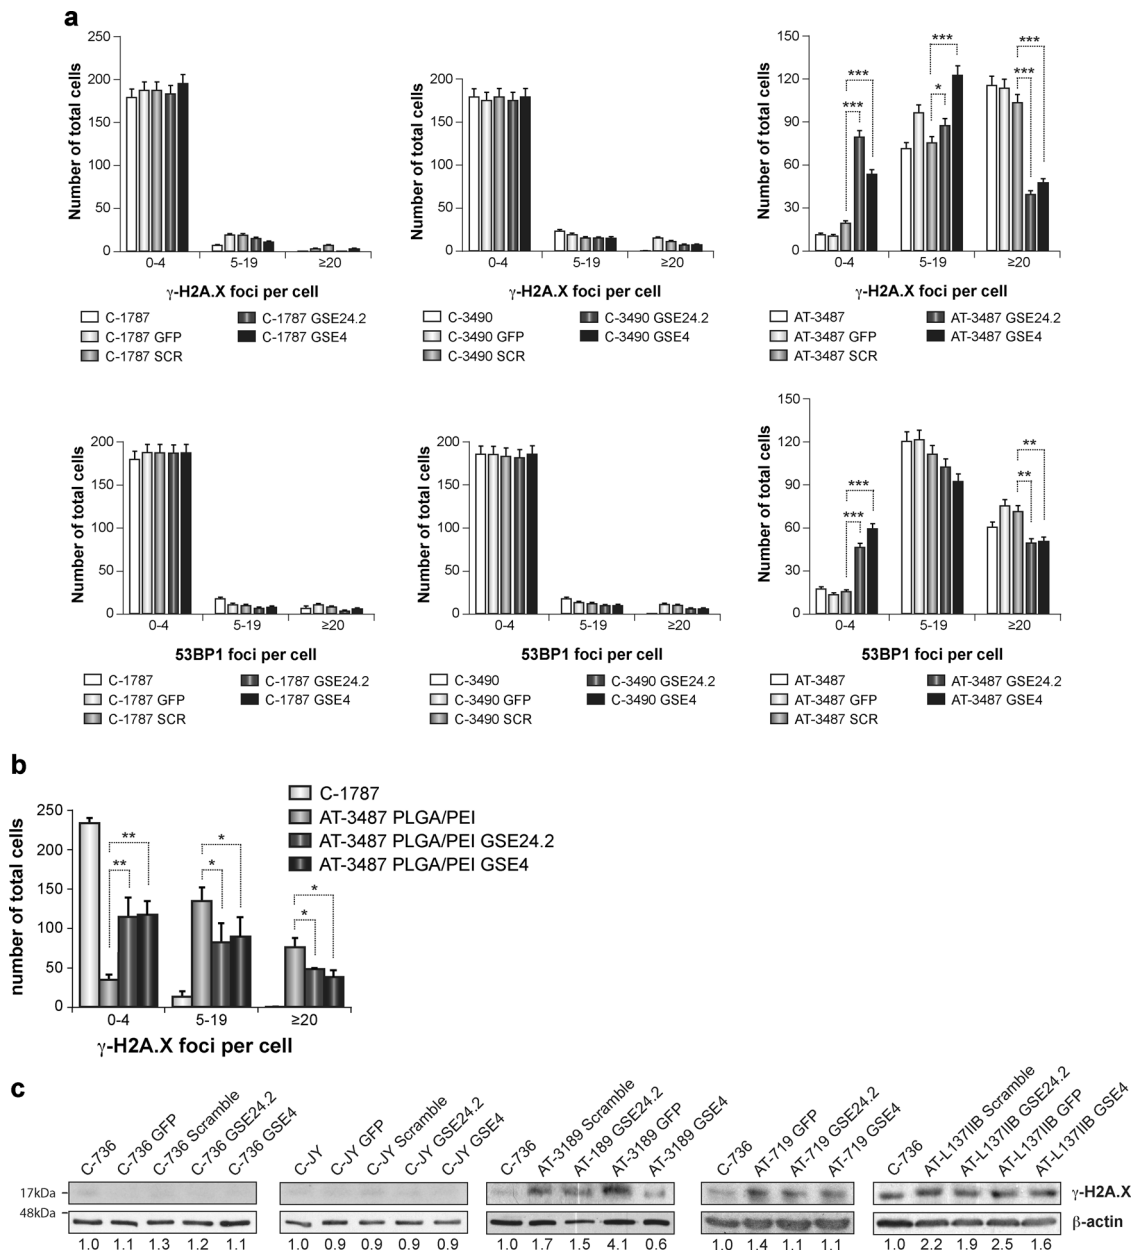 a
Number of total cells
250
200
150
100
50
0
0-4 5-19 ≥20
γ-H2A.X foci per cell
C-1787
C-1787 GFP
C-1787 SCR
C-1787 GSE24.2
C-1787 GSE4
Number of total cells
200
150
100
50
0
0-4 5-19 ≥20
γ-H2A.X foci per cell
C-3490
C-3490 GFP
C-3490 SCR
C-3490 GSE24.2
C-3490 GSE4
Number of total cells
150
120
90
60
30
0
*** *** * *** *** ***
0-4 5-19 ≥20
γ-H2A.X foci per cell
AT-3487
AT-3487 GFP
AT-3487 SCR
AT-3487 GSE24.2
AT-3487 GSE4
Number of total cells
200
150
100
50
0
0-4 5-19 ≥20
53BP1 foci per cell
C-1787
C-1787 GFP
C-1787 SCR
C-1787 GSE24.2
C-1787 GSE4
Number of total cells
200
150
100
50
0
0-4 5-19 ≥20
53BP1 foci per cell
C-3490
C-3490 GFP
C-3490 SCR
C-3490 GSE24.2
C-3490 GSE4
Number of total cells
150
120
90
60
30
0
*** *** ** **
0-4 5-19 ≥20
53BP1 foci per cell
AT-3487
AT-3487 GFP
AT-3487 SCR
AT-3487 GSE24.2
AT-3487 GSE4
b
number of total cells
250
200
150
100
50
0
** ** * * * *
0-4 5-19 ≥20
γ-H2A.X foci per cell
C-1787
AT-3487 PLGA/PEI
AT-3487 PLGA/PEI GSE24.2
AT-3487 PLGA/PEI GSE4
c
C-736
C-736 GFP
C-736 Scramble
C-736 GSE24.2
C-736 GSE4
C-JY
C-JY GFP
C-JY Scramble
C-JY GSE24.2
C-JY GSE4
C-736
AT-3189 Scramble
AT-189 GSE24.2
AT-3189 GFP
AT-3189 GSE4
C-736
AT-719 GFP
AT-719 GSE24.2
AT-719 GSE4
C-736
AT-L137IIB Scramble
AT-L137IIB GSE24.2
AT-L137IIB GFP
AT-L137IIB GSE4
17kDa
γ-H2A.X
48kDa
β-actin
1.0 1.1 1.3 1.2 1.1 1.0 0.9 0.9 0.9 0.9 1.0 1.7 1.5 4.1 0.6 1.0 1.4 1.1 1.1 1.0 2.2 1.9 2.5 1.6